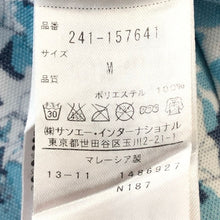 品番
241-157641
サイズ
M
品質
ポリエステル 100%
30
㈱サンエー・インターナショナル
東京都世田谷区玉川2-21-1
マレーシア製
13-11 1486927
N187